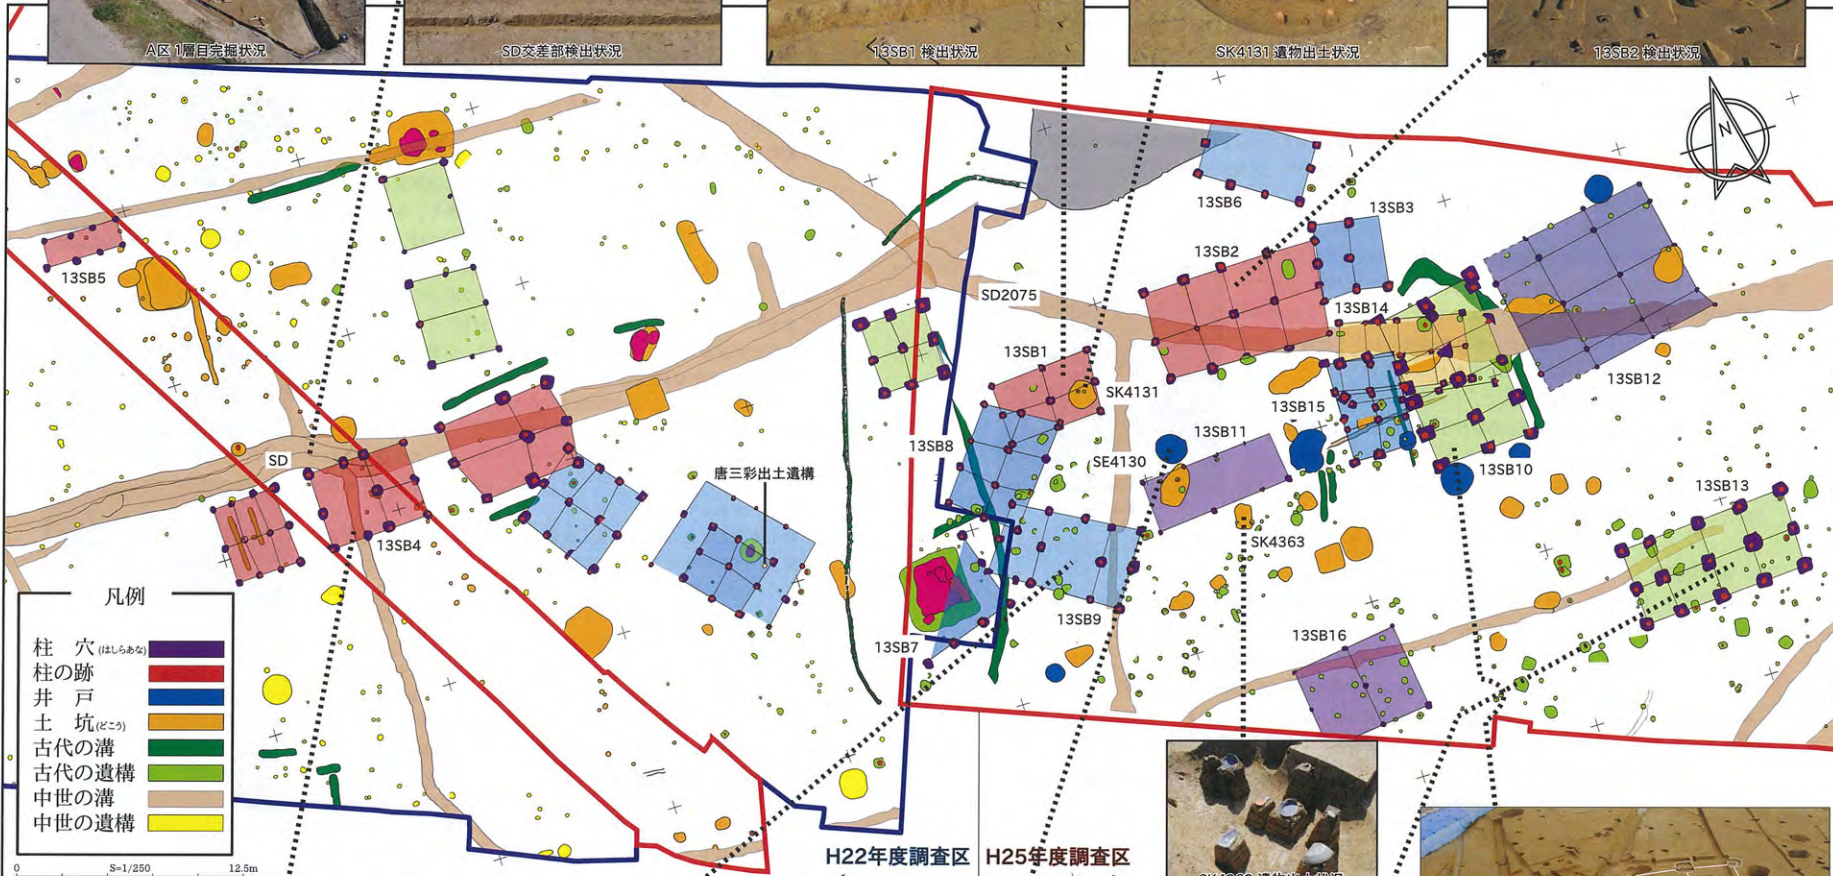 A区 1層目完掘状況
SD交差部検出状況
13SB1 検出状況
SK4131 遺物出土状況
13SB2 検出状況
N
13SB6
13SB3
13SB2
13SB5
SD2075
13SB14
13SB1
13SB12
SK4131
13SB15
13SB11
13SB8
SD
SE4130
唐三彩出土遺構
13SB10
13SB13
13SB4
SK4363
凡例
13SB9
13SB16
13SB7
柱 穴(はしらあな)
柱の跡
井 戸
土 坑(どこう)
古代の溝
古代の遺構
中世の溝
中世の遺構
H22年度調査区 H25年度調査区
0 S=1/250 12.5m